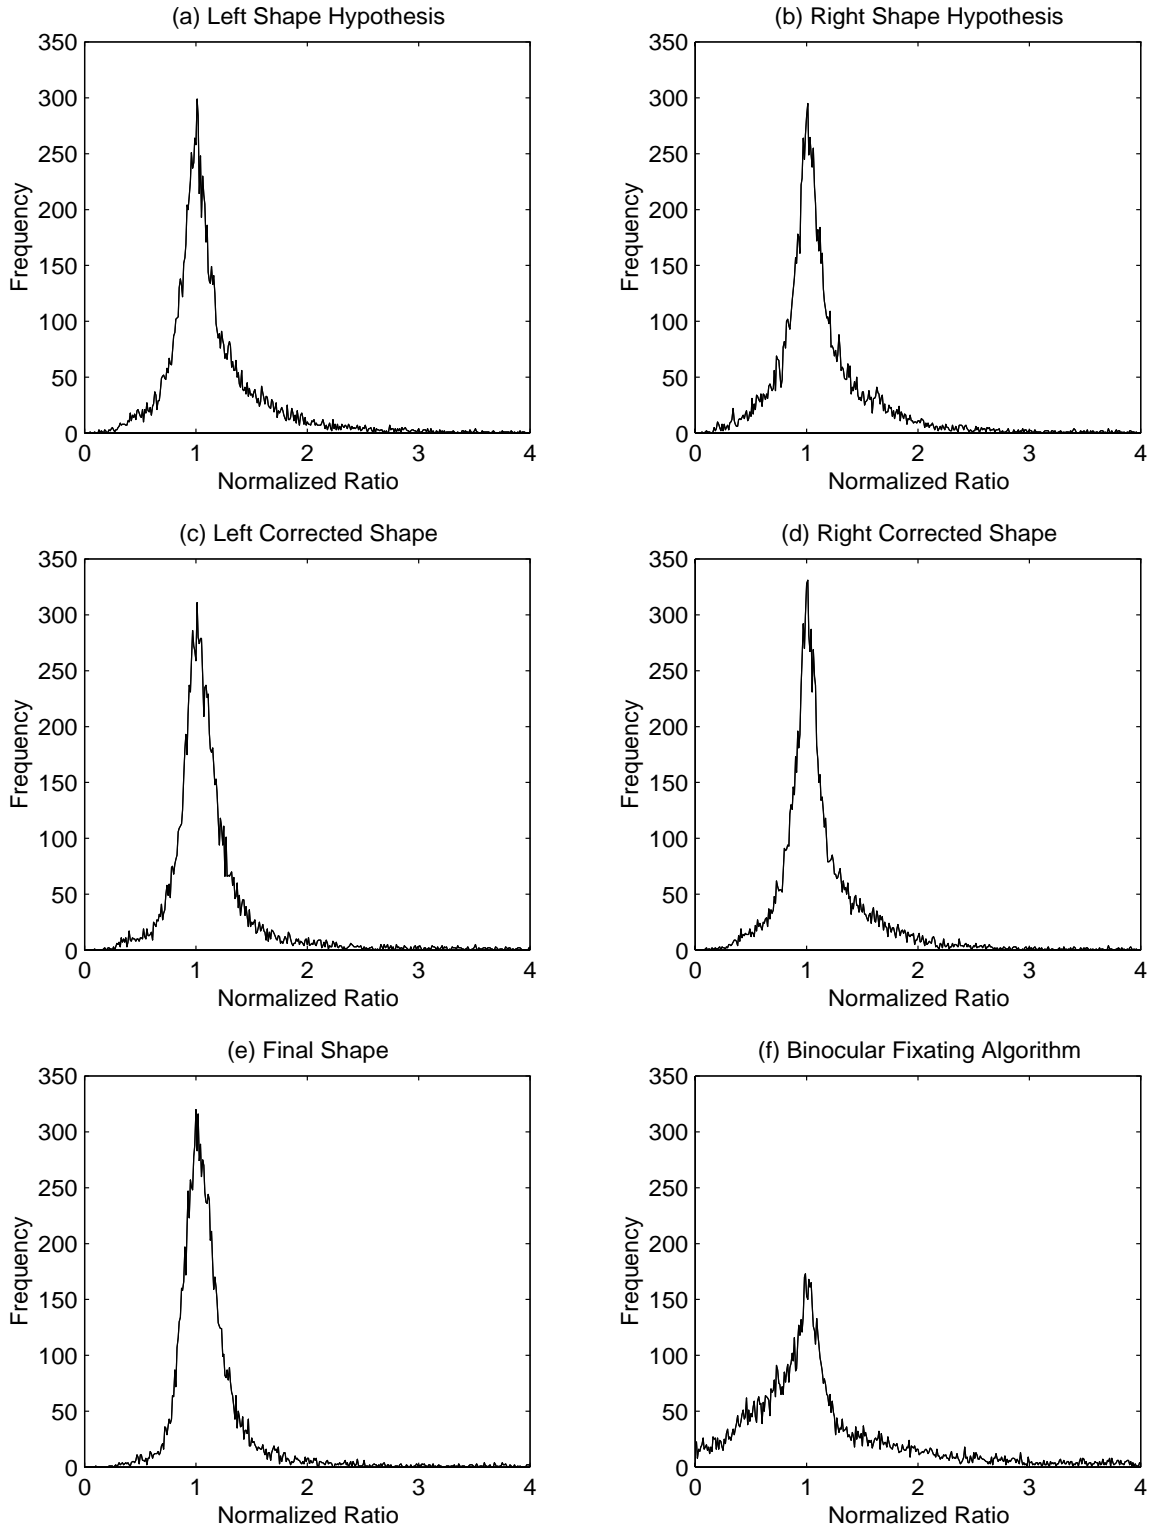 (a) Left Shape Hypothesis
350
300
250
200
150
100
50
0
Frequency
0 1 2 3 4
Normalized Ratio
(b) Right Shape Hypothesis
350
300
250
200
150
100
50
0
Frequency
0 1 2 3 4
Normalized Ratio
(c) Left Corrected Shape
350
300
250
200
150
100
50
0
Frequency
0 1 2 3 4
Normalized Ratio
(d) Right Corrected Shape
350
300
250
200
150
100
50
0
Frequency
0 1 2 3 4
Normalized Ratio
(e) Final Shape
350
300
250
200
150
100
50
0
Frequency
0 1 2 3 4
Normalized Ratio
(f) Binocular Fixating Algorithm
350
300
250
200
150
100
50
0
Frequency
0 1 2 3 4
Normalized Ratio